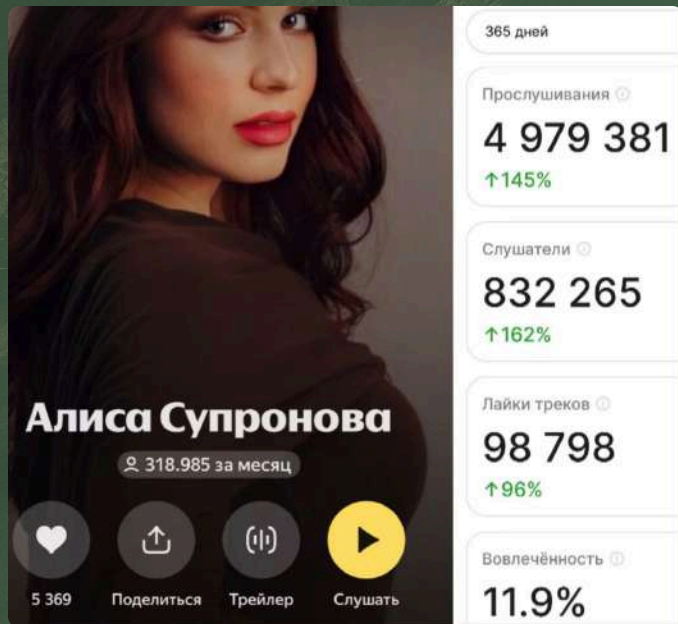 Алиса Супронова
318.985 за месяц
5 369
Поделиться
Трейлер
Слушать
365 дней
Прослушивания
4 979 381
↑145%
Слушатели
832 265
↑162%
Лайки треков
98 798
↑96%
Вовлечённость
11.9%